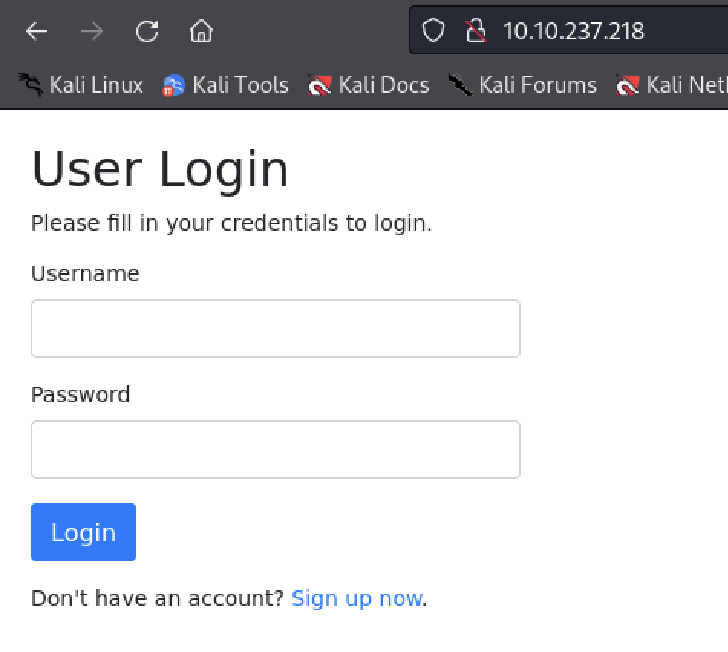 10.10.237.218
Kali Linux Kali Tools Kali Docs Kali Forums Kali Net
User Login
Please fill in your credentials to login.
Username
Password
Login
Don't have an account? Sign up now.